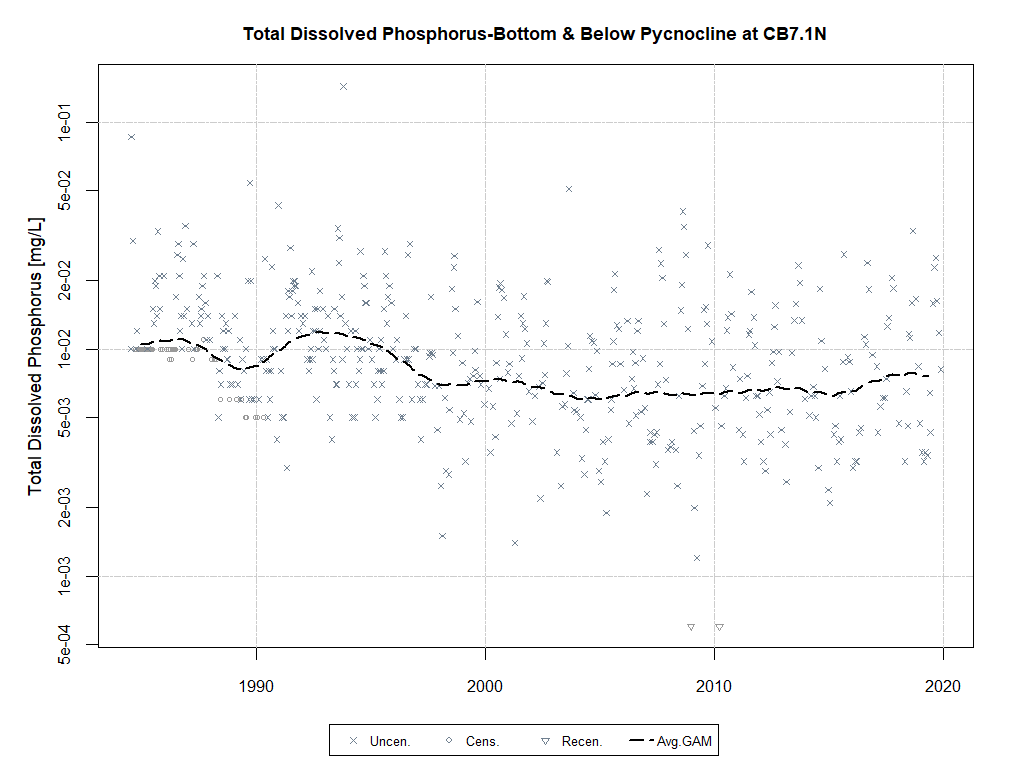 Total Dissolved Phosphorus-Bottom & Below Pycnocline at CB7.1N
Total Dissolved Phosphorus [mg/L]
1e-01
5e-02
2e-02
1e-02
5e-03
2e-03
1e-03
5e-04
1990 2000 2010 2020
Uncen. Cens. Recen. Avg.GAM